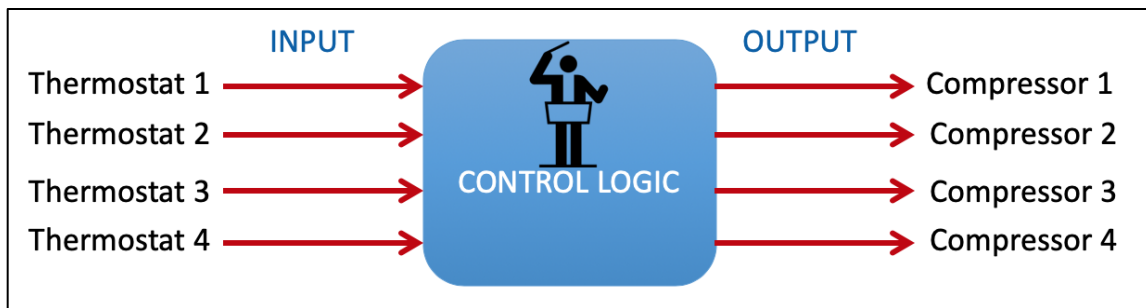 INPUT
OUTPUT
Thermostat 1
Thermostat 2
Thermostat 3
Thermostat 4
CONTROL LOGIC
Compressor 1
Compressor 2
Compressor 3
Compressor 4